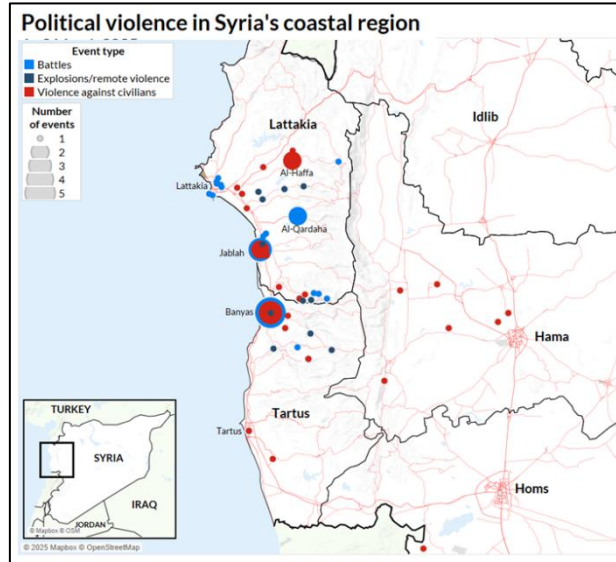 Political violence in Syria's coastal region
Event type
Battles
Explosions/remote violence
Violence against civilians
Number
of events
1
2
3
4
5
Lattakia
Idlib
Al-Haffa
Lattakia
Al-Qardaha
Jablah
Banyas
Hama
Tartus
Tartus
Homs
TURKEY
SYRIA
IRAQ
JORDAN
© Mapbox © OSM
© 2025 Mapbox © OpenStreetMap